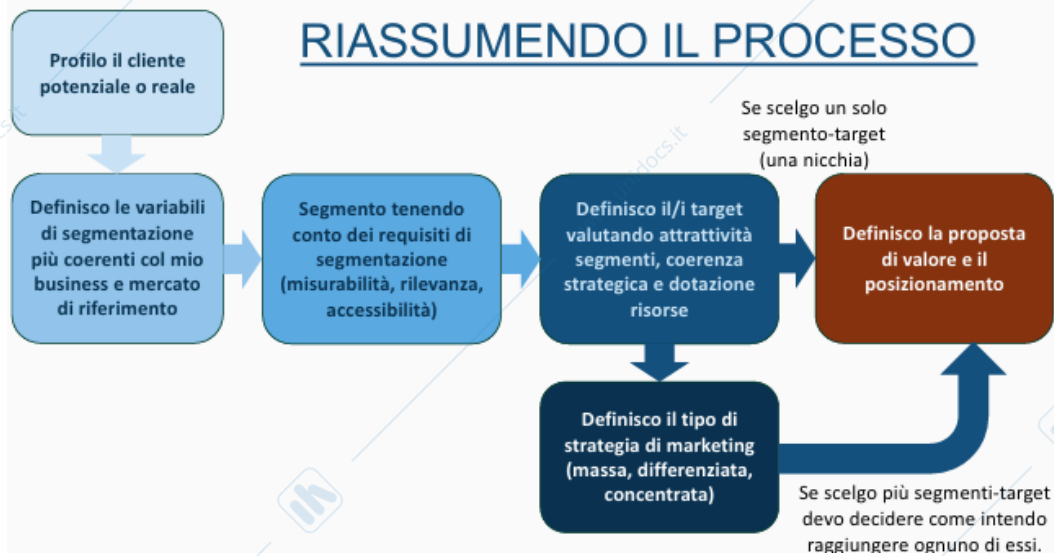 RIASSUMENDO IL PROCESSO
Profilo il cliente
potenziale o reale
Definisco le variabili
di segmentazione
più coerenti col mio
business e mercato
di riferimento
Segmento tenendo
conto dei requisiti di
segmentazione
(misurabilità, rilevanza,
accessibilità)
Definisco il/i target
valutando attrattività
segmenti, coerenza
strategica e dotazione
risorse
Se scelgo un solo
segmento-target
(una nicchia)
Definisco la proposta
di valore e il
posizionamento
Definisco il tipo di
strategia di marketing
(massa, differenziata,
concentrata)
Se scelgo più segmenti-target
devo decidere come intendo
raggiungere ognuno di essi.